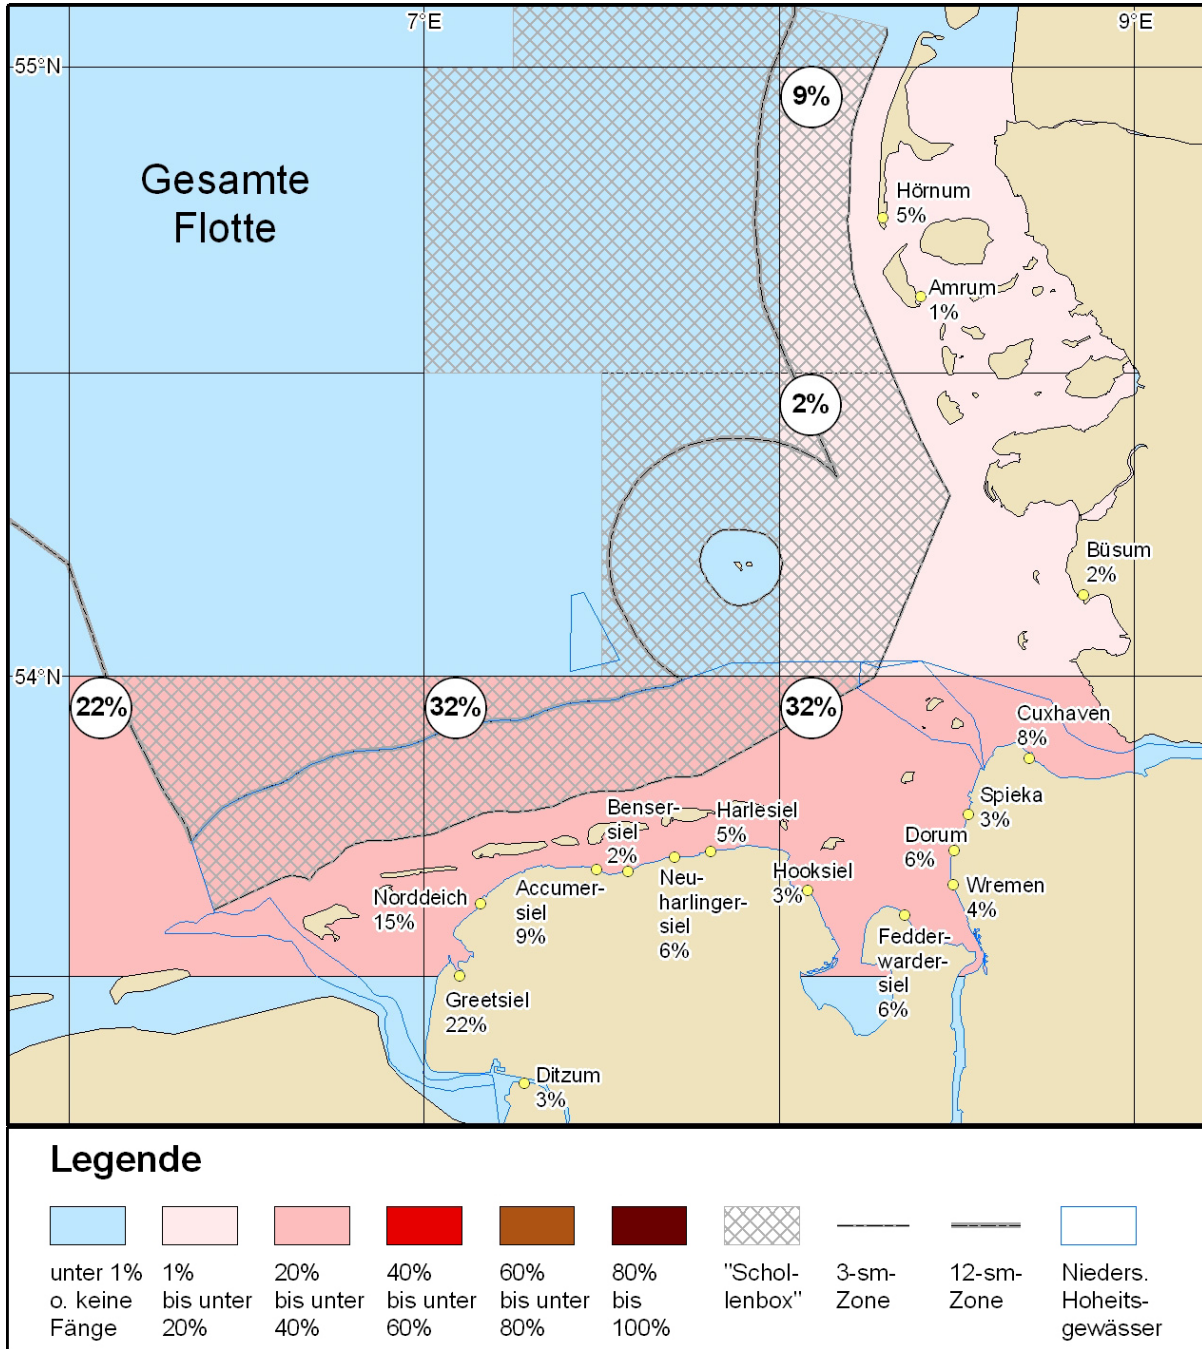 7°E
9°E
55°N
9%
Gesamte
Flotte
Hörnum
5%
Amrum
1%
2%
Büsum
2%
54°N
22%
32%
32%
Cuxhaven
8%
Spieka
3%
Benser-
siel
2%
Harlesiel
5%
Dorum
6%
Norddeich
15%
Accumer-
siel
9%
Neu-
harlinger-
siel
6%
Hooksiel
3%
Wremen
4%
Fedder-
warder-
siel
6%
Greetsiel
22%
Ditzum
3%
Legende
unter 1%
o. keine
Fänge
1%
bis unter
20%
20%
bis unter
40%
40%
bis unter
60%
60%
bis unter
80%
80%
bis
100%
"Schol-
lenbox"
3-sm-
Zone
12-sm-
Zone
Nieders.
Hoheits-
gewässer